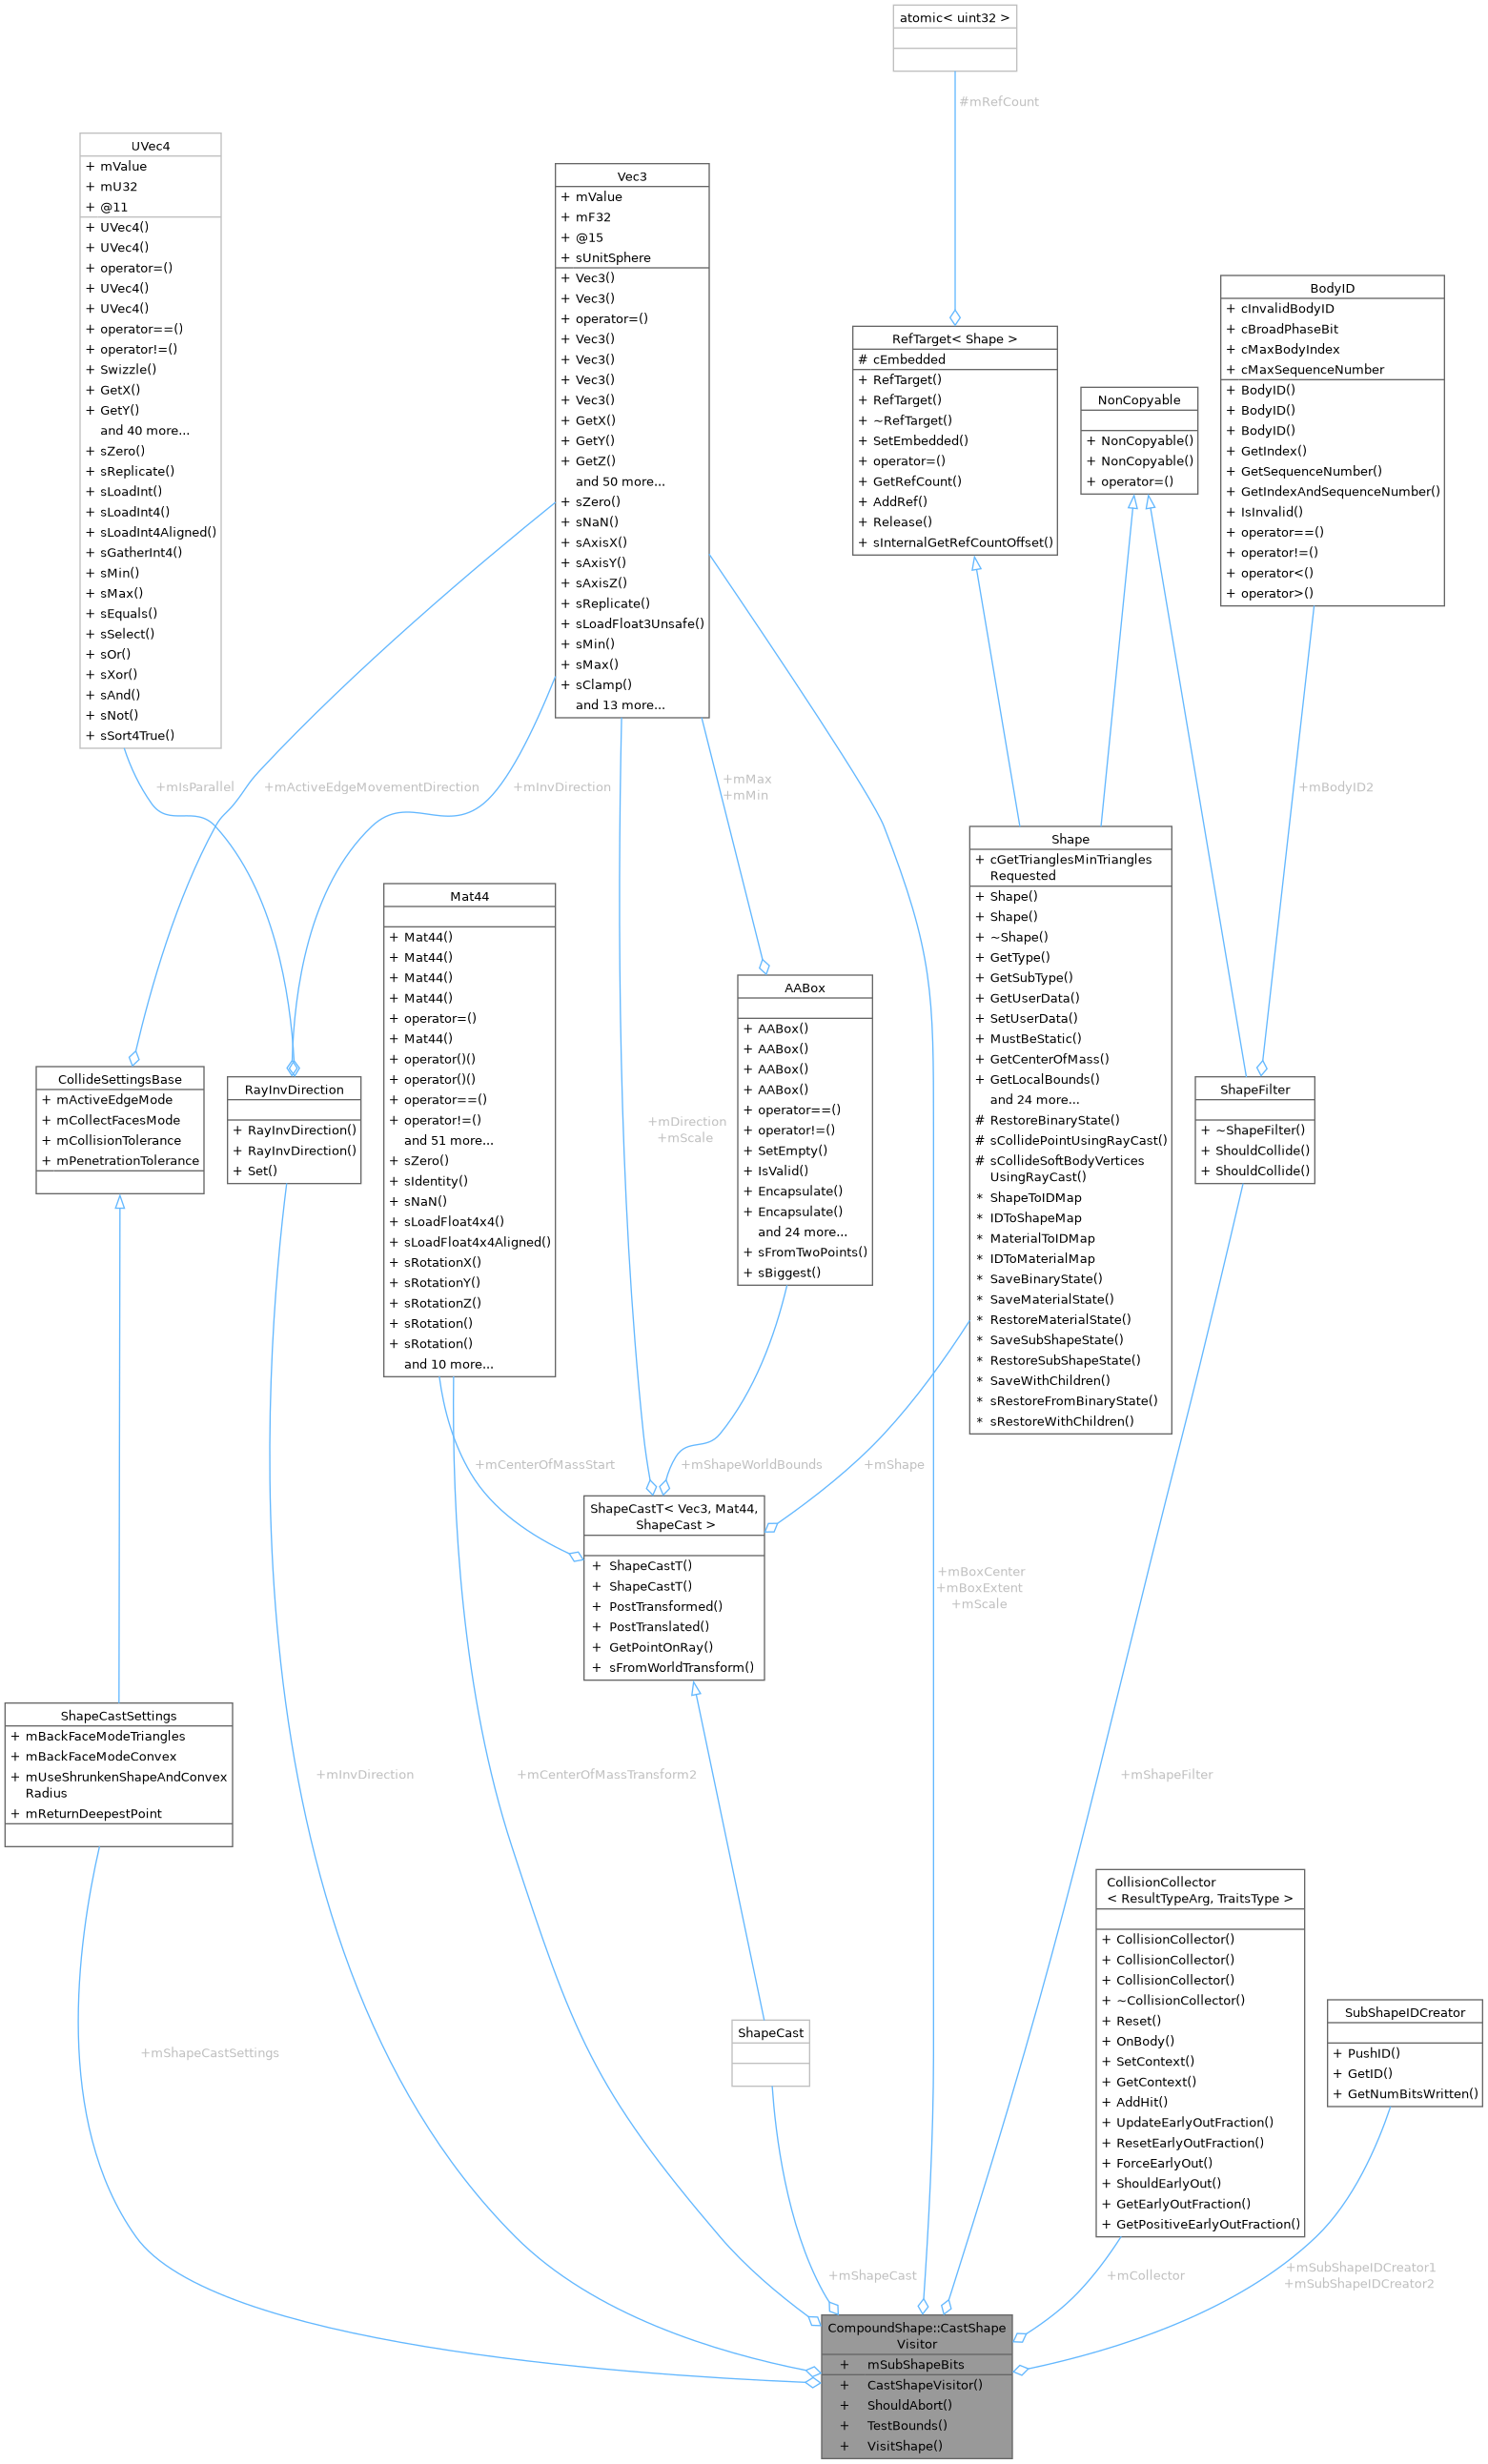 atomic< uint32 >
#mRefCount
UVec4
+ mValue
+ mU32
+ @11
+ UVec4()
+ UVec4()
+ operator=()
+ UVec4()
+ UVec4()
+ operator==()
+ operator!=()
+ Swizzle()
+ GetX()
+ GetY()
and 40 more...
+ sZero()
+ sReplicate()
+ sLoadInt()
+ sLoadInt4()
+ sLoadInt4Aligned()
+ sGatherInt4()
+ sMin()
+ sMax()
+ sEquals()
+ sSelect()
+ sOr()
+ sXor()
+ sAnd()
+ sNot()
+ sSort4True()
Vec3
+ mValue
+ mF32
+ @15
+ sUnitSphere
+ Vec3()
+ Vec3()
+ operator=()
+ Vec3()
+ Vec3()
+ Vec3()
+ Vec3()
+ GetX()
+ GetY()
+ GetZ()
and 50 more...
+ sZero()
+ sNaN()
+ sAxisX()
+ sAxisY()
+ sAxisZ()
+ sReplicate()
+ sLoadFloat3Unsafe()
+ sMin()
+ sMax()
+ sClamp()
and 13 more...
RefTarget< Shape >
# cEmbedded
+ RefTarget()
+ RefTarget()
+ ~RefTarget()
+ SetEmbedded()
+ operator=()
+ GetRefCount()
+ AddRef()
+ Release()
+ sInternalGetRefCountOffset()
NonCopyable
+ NonCopyable()
+ NonCopyable()
+ operator=()
BodyID
+ cInvalidBodyID
+ cBroadPhaseBit
+ cMaxBodyIndex
+ cMaxSequenceNumber
+ BodyID()
+ BodyID()
+ BodyID()
+ GetIndex()
+ GetSequenceNumber()
+ GetIndexAndSequenceNumber()
+ IsInvalid()
+ operator==()
+ operator!=()
+ operator<()
+ operator>()
+mIsParallel
+mActiveEdgeMovementDirection
+mInvDirection
+mMax
+mMin
+mBodyID2
Mat44
+ Mat44()
+ Mat44()
+ Mat44()
+ Mat44()
+ operator=()
+ Mat44()
+ operator()()
+ operator()()
+ operator==()
+ operator!=()
and 51 more...
+ sZero()
+ sIdentity()
+ sNaN()
+ sLoadFloat4x4()
+ sLoadFloat4x4Aligned()
+ sRotationX()
+ sRotationY()
+ sRotationZ()
+ sRotation()
+ sRotation()
and 10 more...
Shape
+ cGetTrianglesMinTriangles
Requested
+ Shape()
+ Shape()
+ ~Shape()
+ GetType()
+ GetSubType()
+ GetUserData()
+ SetUserData()
+ MustBeStatic()
+ GetCenterOfMass()
+ GetLocalBounds()
and 24 more...
# RestoreBinaryState()
# sCollidePointUsingRayCast()
# sCollideSoftBodyVertices
UsingRayCast()
* ShapeToIDMap
* IDToShapeMap
* MaterialToIDMap
* IDToMaterialMap
* SaveBinaryState()
* SaveMaterialState()
* RestoreMaterialState()
* SaveSubShapeState()
* RestoreSubShapeState()
* SaveWithChildren()
* sRestoreFromBinaryState()
* sRestoreWithChildren()
AABox
+ AABox()
+ AABox()
+ AABox()
+ AABox()
+ operator==()
+ operator!=()
+ SetEmpty()
+ IsValid()
+ Encapsulate()
+ Encapsulate()
and 24 more...
+ sFromTwoPoints()
+ sBiggest()
CollideSettingsBase
+ mActiveEdgeMode
+ mCollectFacesMode
+ mCollisionTolerance
+ mPenetrationTolerance
RayInvDirection
+ RayInvDirection()
+ RayInvDirection()
+ Set()
ShapeFilter
+ ~ShapeFilter()
+ ShouldCollide()
+ ShouldCollide()
+mDirection
+mScale
+mCenterOfMassStart
+mShapeWorldBounds
+mShape
ShapeCastT< Vec3, Mat44,
ShapeCast >
+ ShapeCastT()
+ ShapeCastT()
+ PostTransformed()
+ PostTranslated()
+ GetPointOnRay()
+ sFromWorldTransform()
+mBoxCenter
+mBoxExtent
+mScale
ShapeCastSettings
+ mBackFaceModeTriangles
+ mBackFaceModeConvex
+ mUseShrunkenShapeAndConvex
Radius
+ mReturnDeepestPoint
+mInvDirection
+mCenterOfMassTransform2
+mShapeFilter
CollisionCollector
< ResultTypeArg, TraitsType >
+ CollisionCollector()
+ CollisionCollector()
+ CollisionCollector()
+ ~CollisionCollector()
+ Reset()
+ OnBody()
+ SetContext()
+ GetContext()
+ AddHit()
+ UpdateEarlyOutFraction()
+ ResetEarlyOutFraction()
+ ForceEarlyOut()
+ ShouldEarlyOut()
+ GetEarlyOutFraction()
+ GetPositiveEarlyOutFraction()
SubShapeIDCreator
+ PushID()
+ GetID()
+ GetNumBitsWritten()
ShapeCast
+mShapeCastSettings
+mShapeCast
+mCollector
+mSubShapeIDCreator1
+mSubShapeIDCreator2
CompoundShape::CastShape
Visitor
+ mSubShapeBits
+ CastShapeVisitor()
+ ShouldAbort()
+ TestBounds()
+ VisitShape()